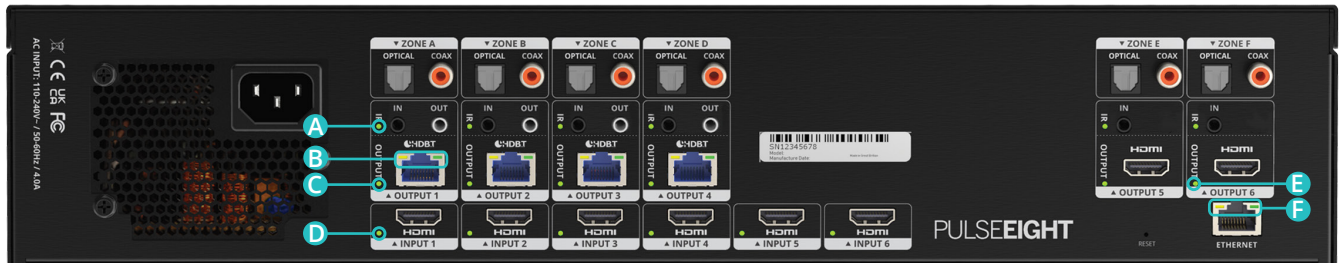 AC INPUT: 110-240V~ / 50-60Hz / 4.0A
CE UK CA FC
▼ ZONE A
OPTICAL COAX
▼ ZONE B
OPTICAL COAX
▼ ZONE C
OPTICAL COAX
▼ ZONE D
OPTICAL COAX
▼ ZONE E
OPTICAL COAX
▼ ZONE F
OPTICAL COAX
A
IR IN OUT
IR IN OUT
IR IN OUT
IR IN OUT
IR IN
IR IN
B
C
OUTPUT HDBT
▲ OUTPUT 1
OUTPUT HDBT
▲ OUTPUT 2
OUTPUT HDBT
▲ OUTPUT 3
OUTPUT HDBT
▲ OUTPUT 4
SN12345678
Model
Manufacture Date
OUTPUT HDMI
▲ OUTPUT 5
OUTPUT HDMI
▲ OUTPUT 6
E
F
D
HDMI
▲ INPUT 1
HDMI
▲ INPUT 2
HDMI
▲ INPUT 3
HDMI
▲ INPUT 4
HDMI
▲ INPUT 5
HDMI
▲ INPUT 6
PULSEEIGHT
RESET
ETHERNET